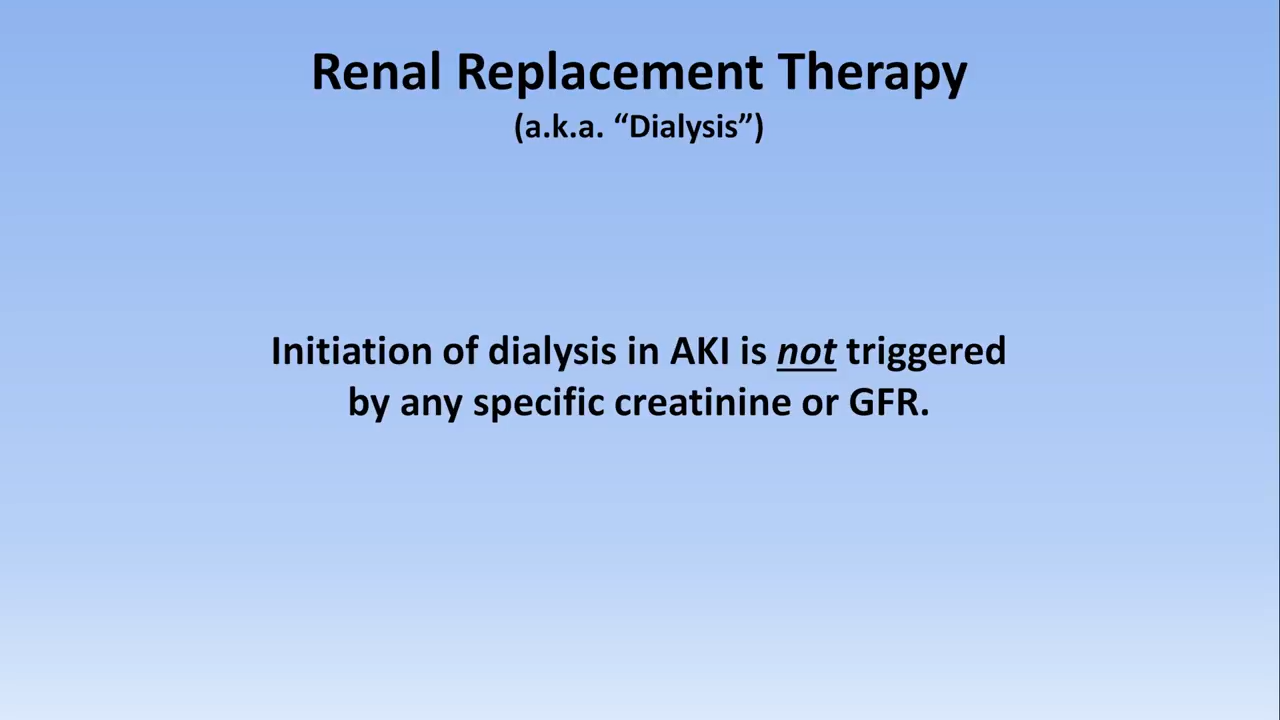 Renal Replacement Therapy
(a.k.a. “Dialysis”)
Initiation of dialysis in AKI is not triggered
by any specific creatinine or GFR.